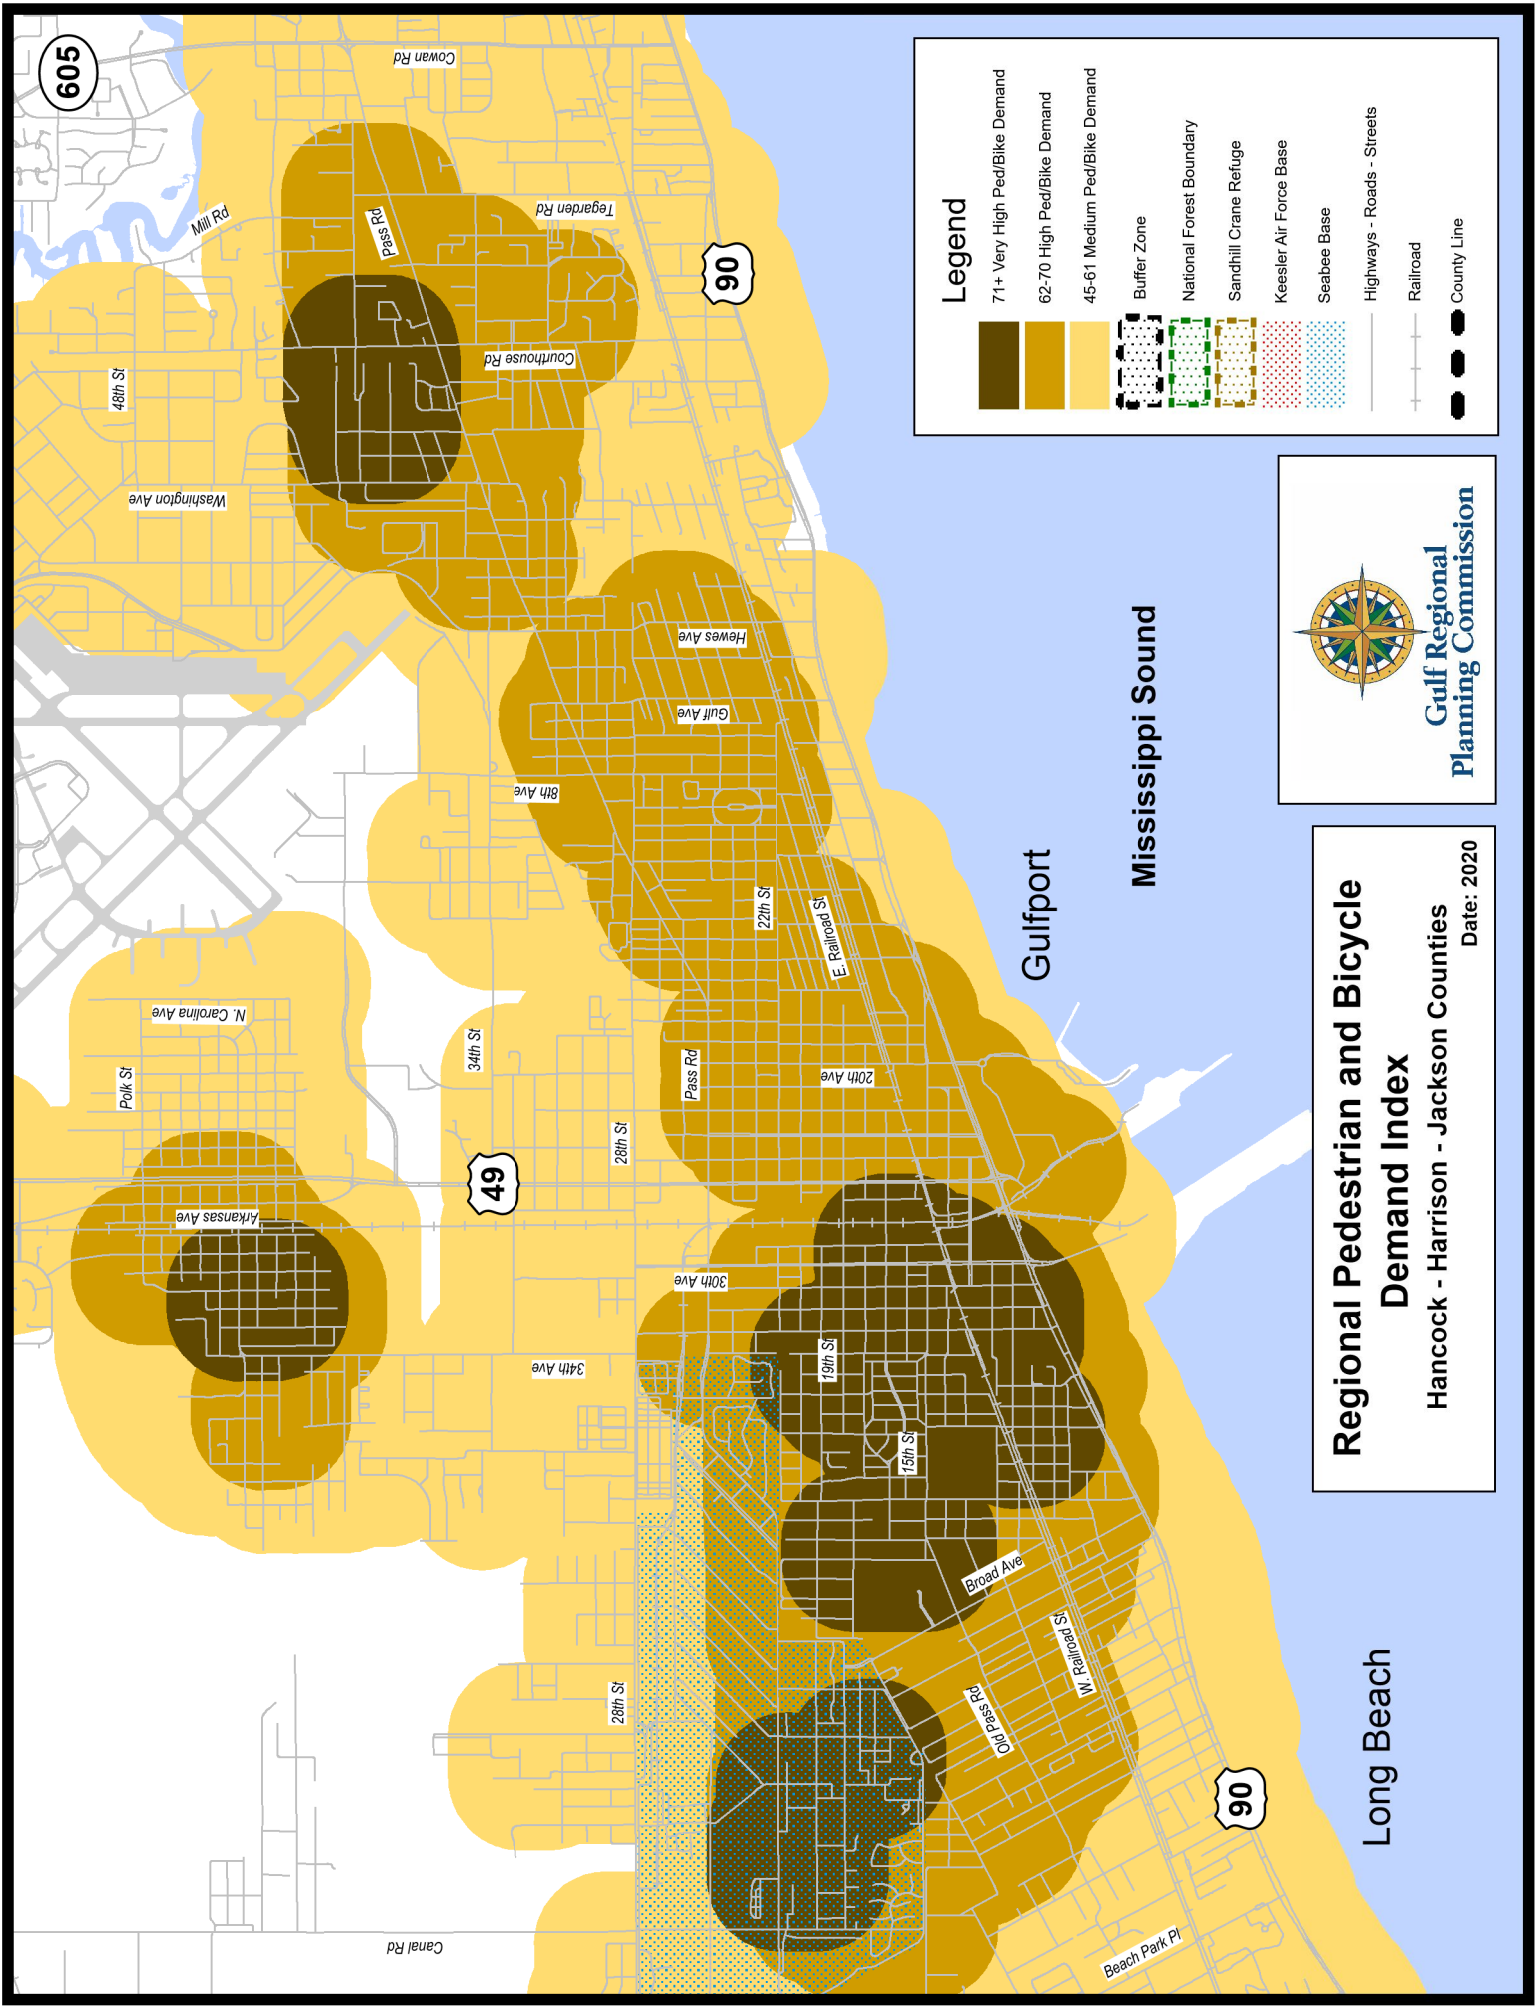 605
Cowan Rd
Mill Rd
Pass Rd
Tegarden Rd
90
48th St
Courthouse Rd
Washington Ave
Hewes Ave
Gulf Ave
8th Ave
22th St
E. Railroad St
N. Carolina Ave
34th St
Polk St
Pass Rd
20th Ave
28th St
49
Arkansas Ave
30th Ave
34th Ave
19th St
15th St
Broad Ave
W. Railroad St
Old Pass Rd
28th St
90
Canal Rd
Beach Park Pl
Gulfport
Mississippi Sound
Long Beach
Legend
71+ Very High Ped/Bike Demand
62-70 High Ped/Bike Demand
45-61 Medium Ped/Bike Demand
Buffer Zone
National Forest Boundary
Sandhill Crane Refuge
Keesler Air Force Base
Seabee Base
Highways - Roads - Streets
Railroad
County Line
Gulf Regional
Planning Commission
Regional Pedestrian and Bicycle
Demand Index
Hancock - Harrison - Jackson Counties
Date: 2020